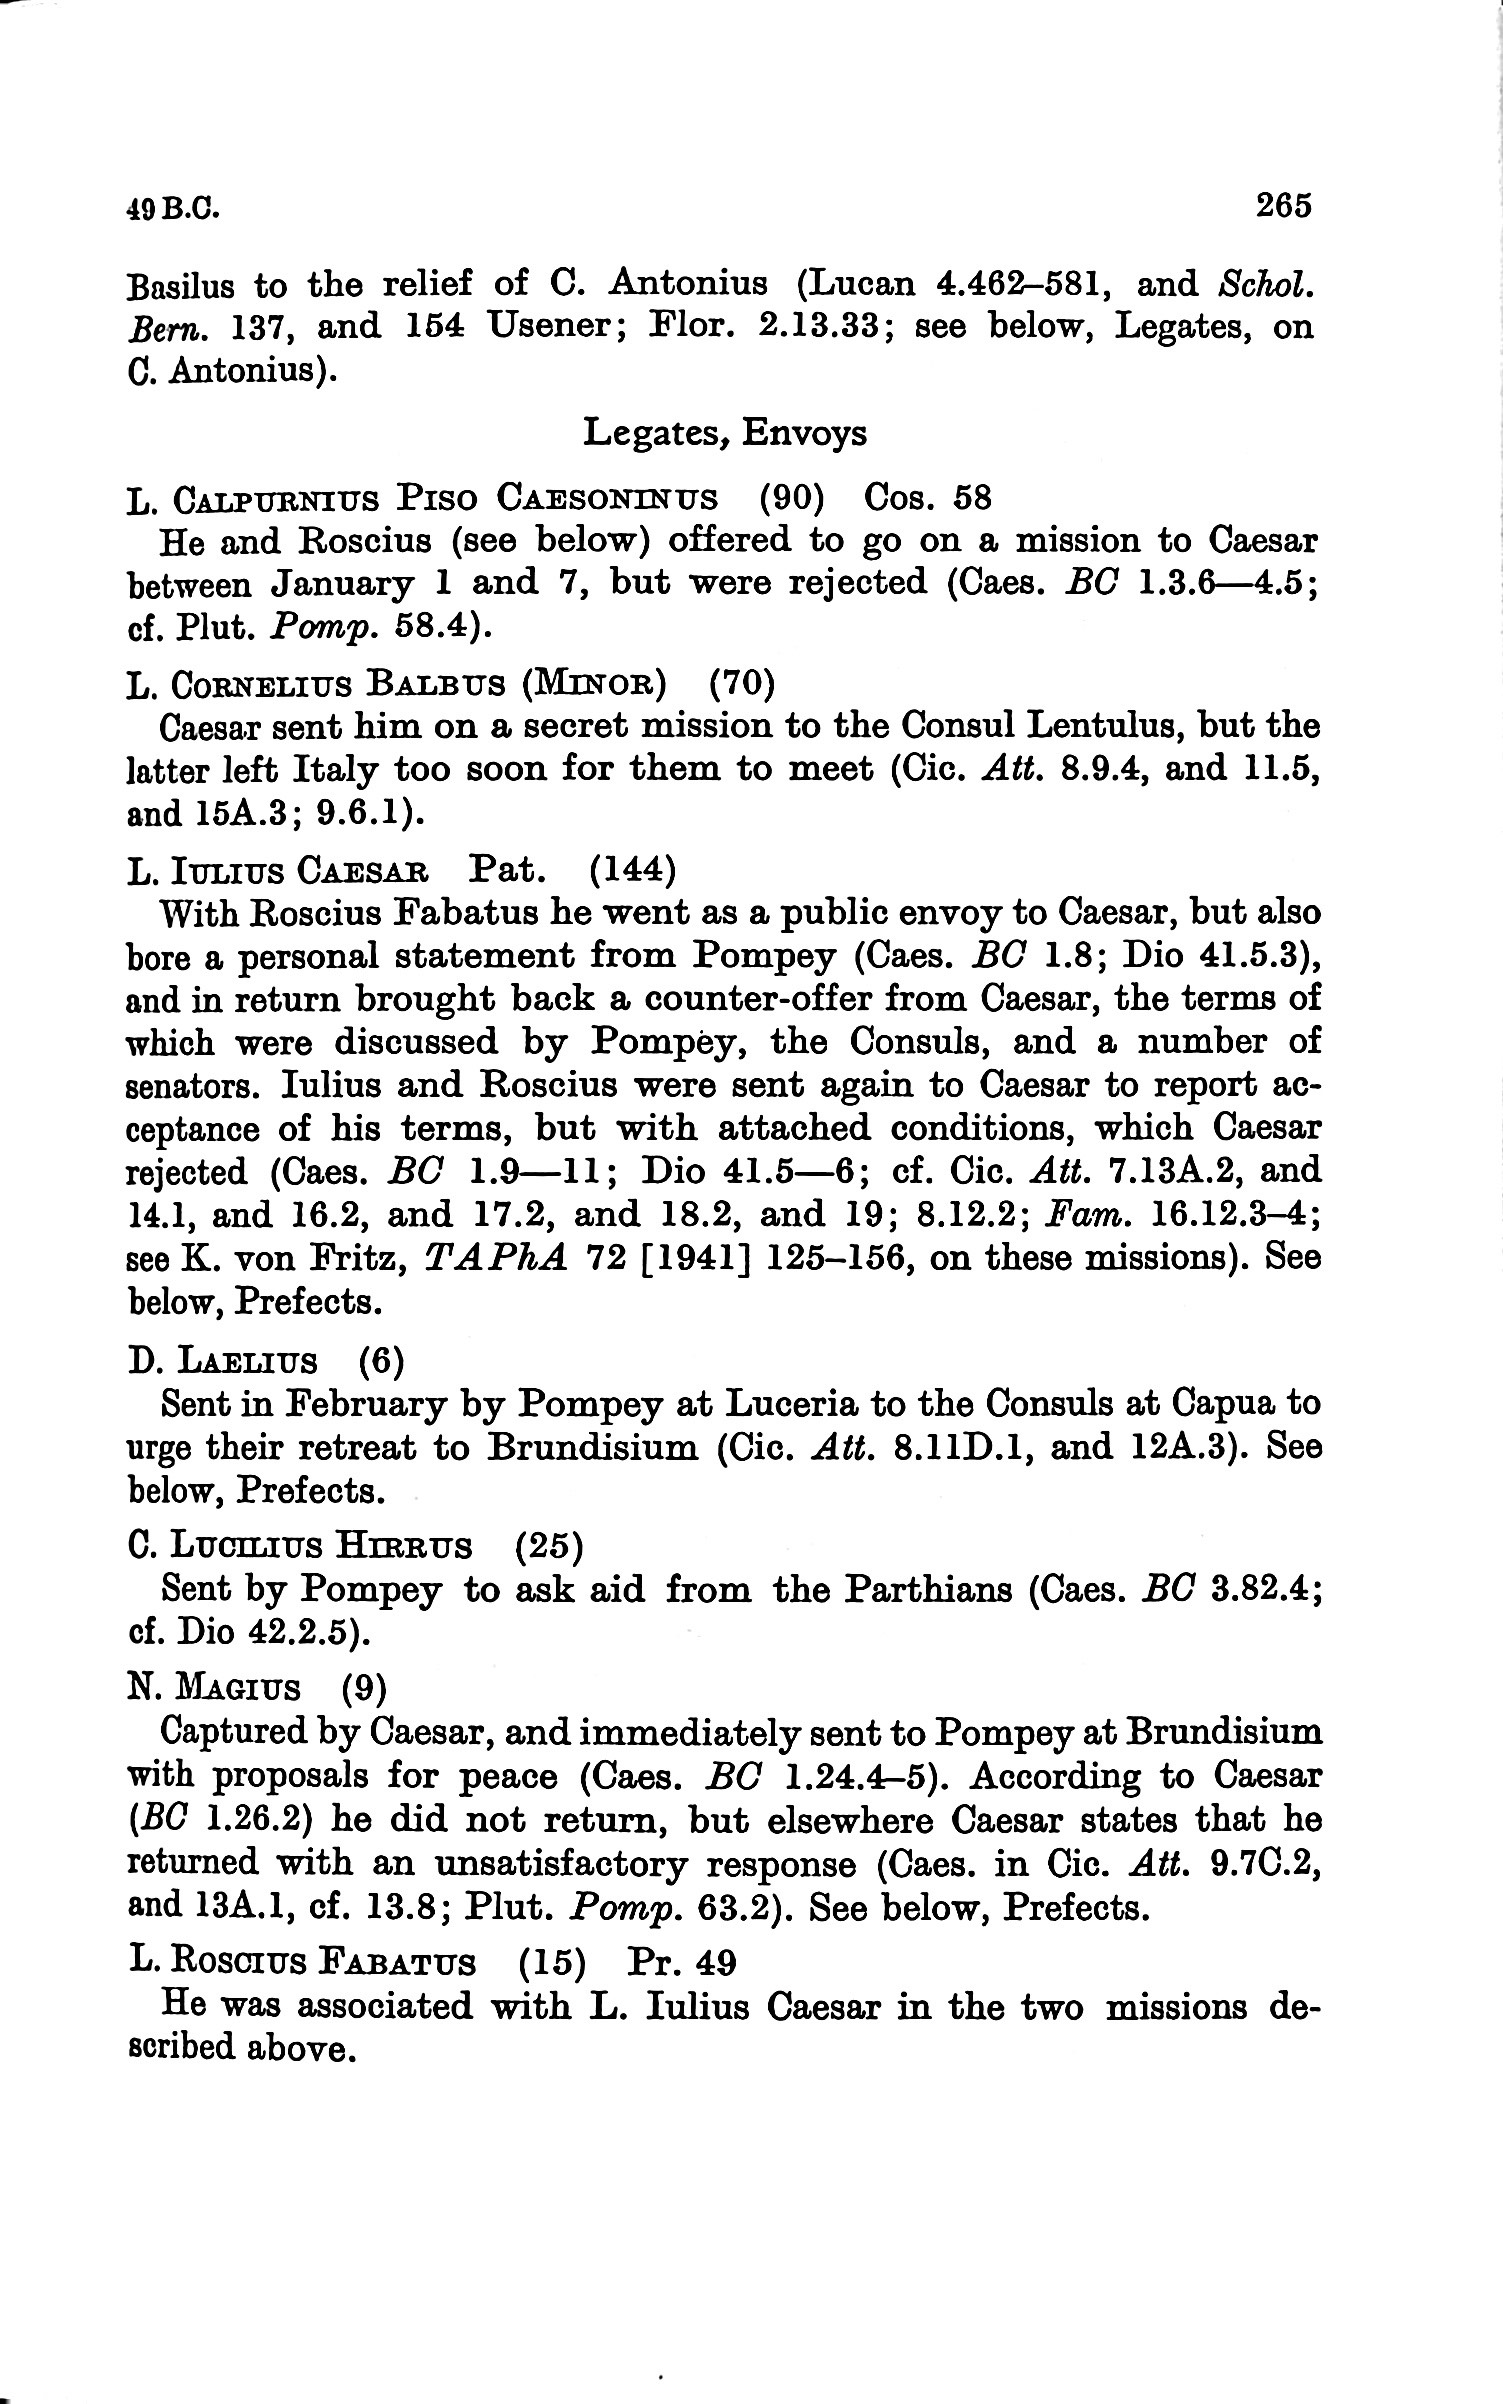 49 B.C. 265
Basilus to the relief of C. Antonius (Lucan 4.462–581, and Schol.
Bern. 137, and 154 Usener; Flor. 2.13.33; see below, Legates, on
C. Antonius).
Legates, Envoys
L. CALPURNIUS PISO CAESONINUS (90) Cos. 58
He and Roscius (see below) offered to go on a mission to Caesar
between January 1 and 7, but were rejected (Caes. BC 1.3.6—4.5;
cf. Plut. Pomp. 58.4).
L. CORNELIUS BALBUS (MINOR) (70)
Caesar sent him on a secret mission to the Consul Lentulus, but the
latter left Italy too soon for them to meet (Cic. Att. 8.9.4, and 11.5,
and 15A.3; 9.6.1).
L. IULIUS CAESAR Pat. (144)
With Roscius Fabatus he went as a public envoy to Caesar, but also
bore a personal statement from Pompey (Caes. BC 1.8; Dio 41.5.3),
and in return brought back a counter-offer from Caesar, the terms of
which were discussed by Pompey, the Consuls, and a number of
senators. Iulius and Roscius were sent again to Caesar to report ac-
ceptance of his terms, but with attached conditions, which Caesar
rejected (Caes. BC 1.9—11; Dio 41.5—6; cf. Cic. Att. 7.13A.2, and
14.1, and 16.2, and 17.2, and 18.2, and 19; 8.12.2; Fam. 16.12.3–4;
see K. von Fritz, TAPhA 72 [1941] 125–156, on these missions). See
below, Prefects.
D. LAELIUS (6)
Sent in February by Pompey at Luceria to the Consuls at Capua to
urge their retreat to Brundisium (Cic. Att. 8.11D.1, and 12A.3). See
below, Prefects.
C. LUCILIUS HIRRUS (25)
Sent by Pompey to ask aid from the Parthians (Caes. BC 3.82.4;
cf. Dio 42.2.5).
N. MAGIUS (9)
Captured by Caesar, and immediately sent to Pompey at Brundisium
with proposals for peace (Caes. BC 1.24.4–5). According to Caesar
(BC 1.26.2) he did not return, but elsewhere Caesar states that he
returned with an unsatisfactory response (Caes. in Cic. Att. 9.7C.2,
and 13A.1, cf. 13.8; Plut. Pomp. 63.2). See below, Prefects.
L. ROSCIUS FABATUS (15) Pr. 49
He was associated with L. Iulius Caesar in the two missions de-
scribed above.